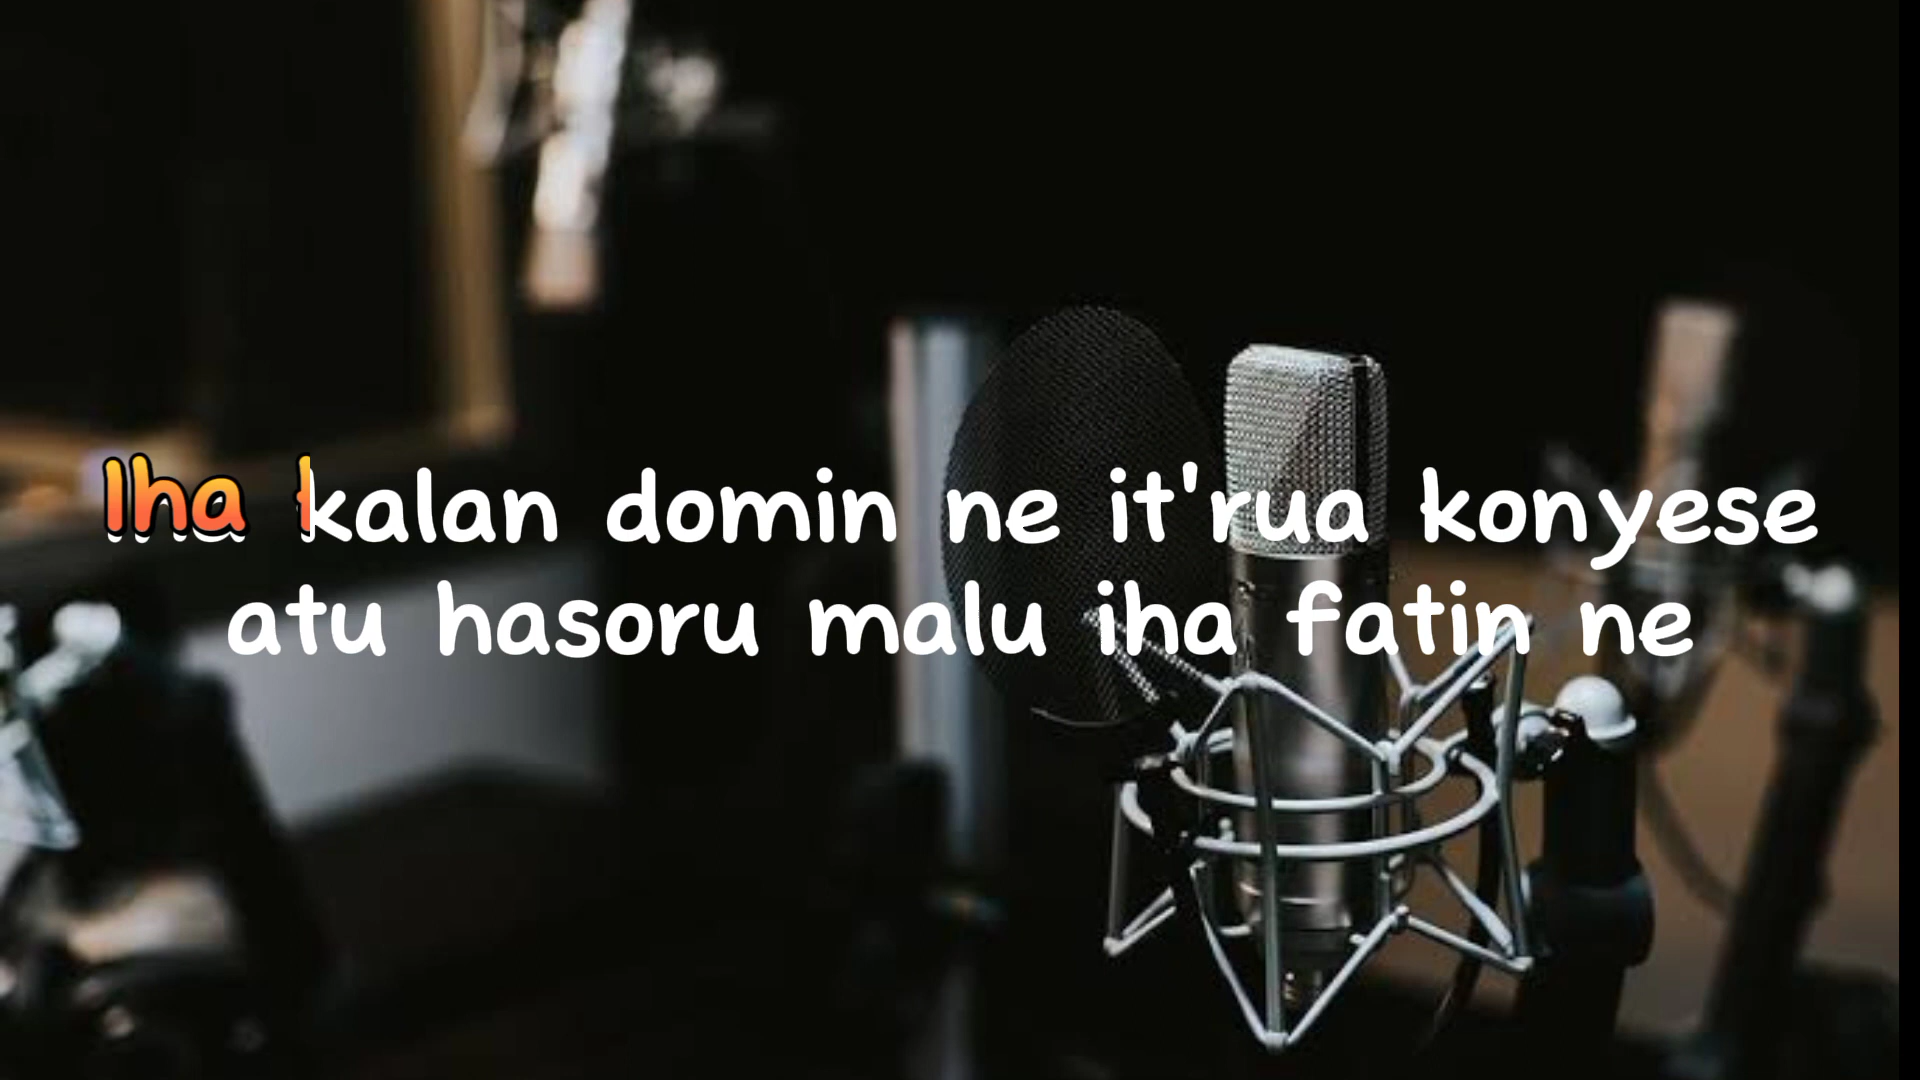 Iha kalan domin ne it'rua konyese
atu hasoru malu iha fatin ne